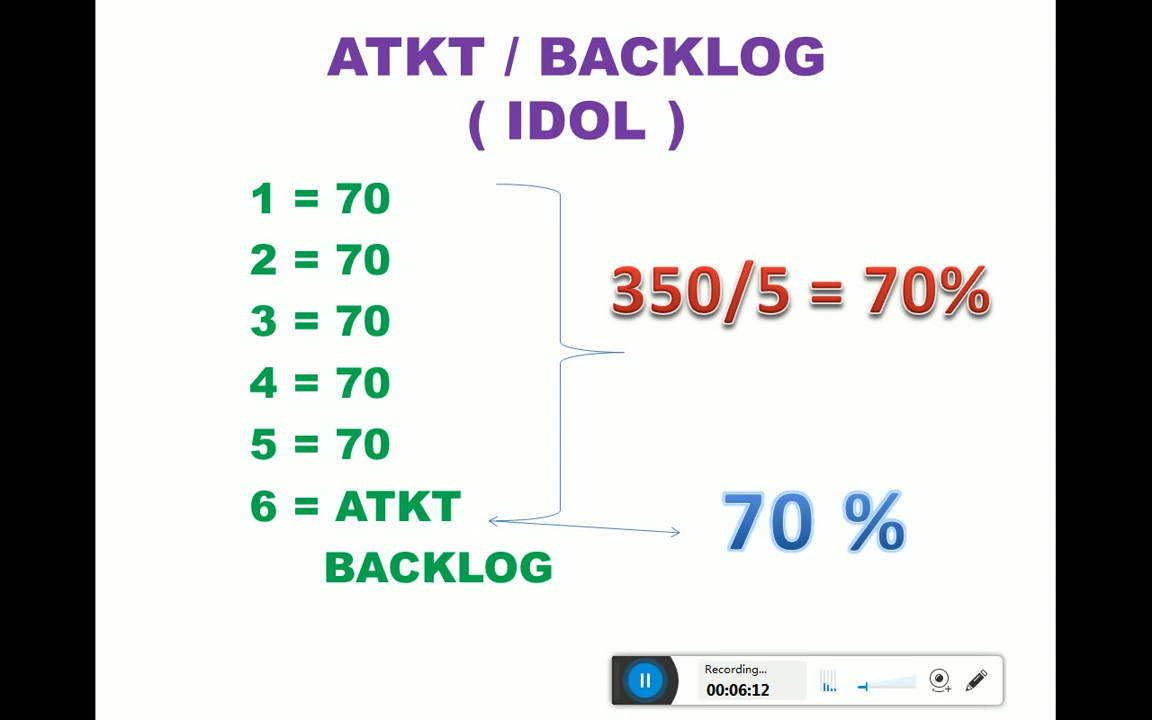 ATKT / BACKLOG
( IDOL )
1 = 70
2 = 70
3 = 70
4 = 70
5 = 70
6 = ATKT
BACKLOG
350/5 = 70%
70 %
Recording...
00:06:12